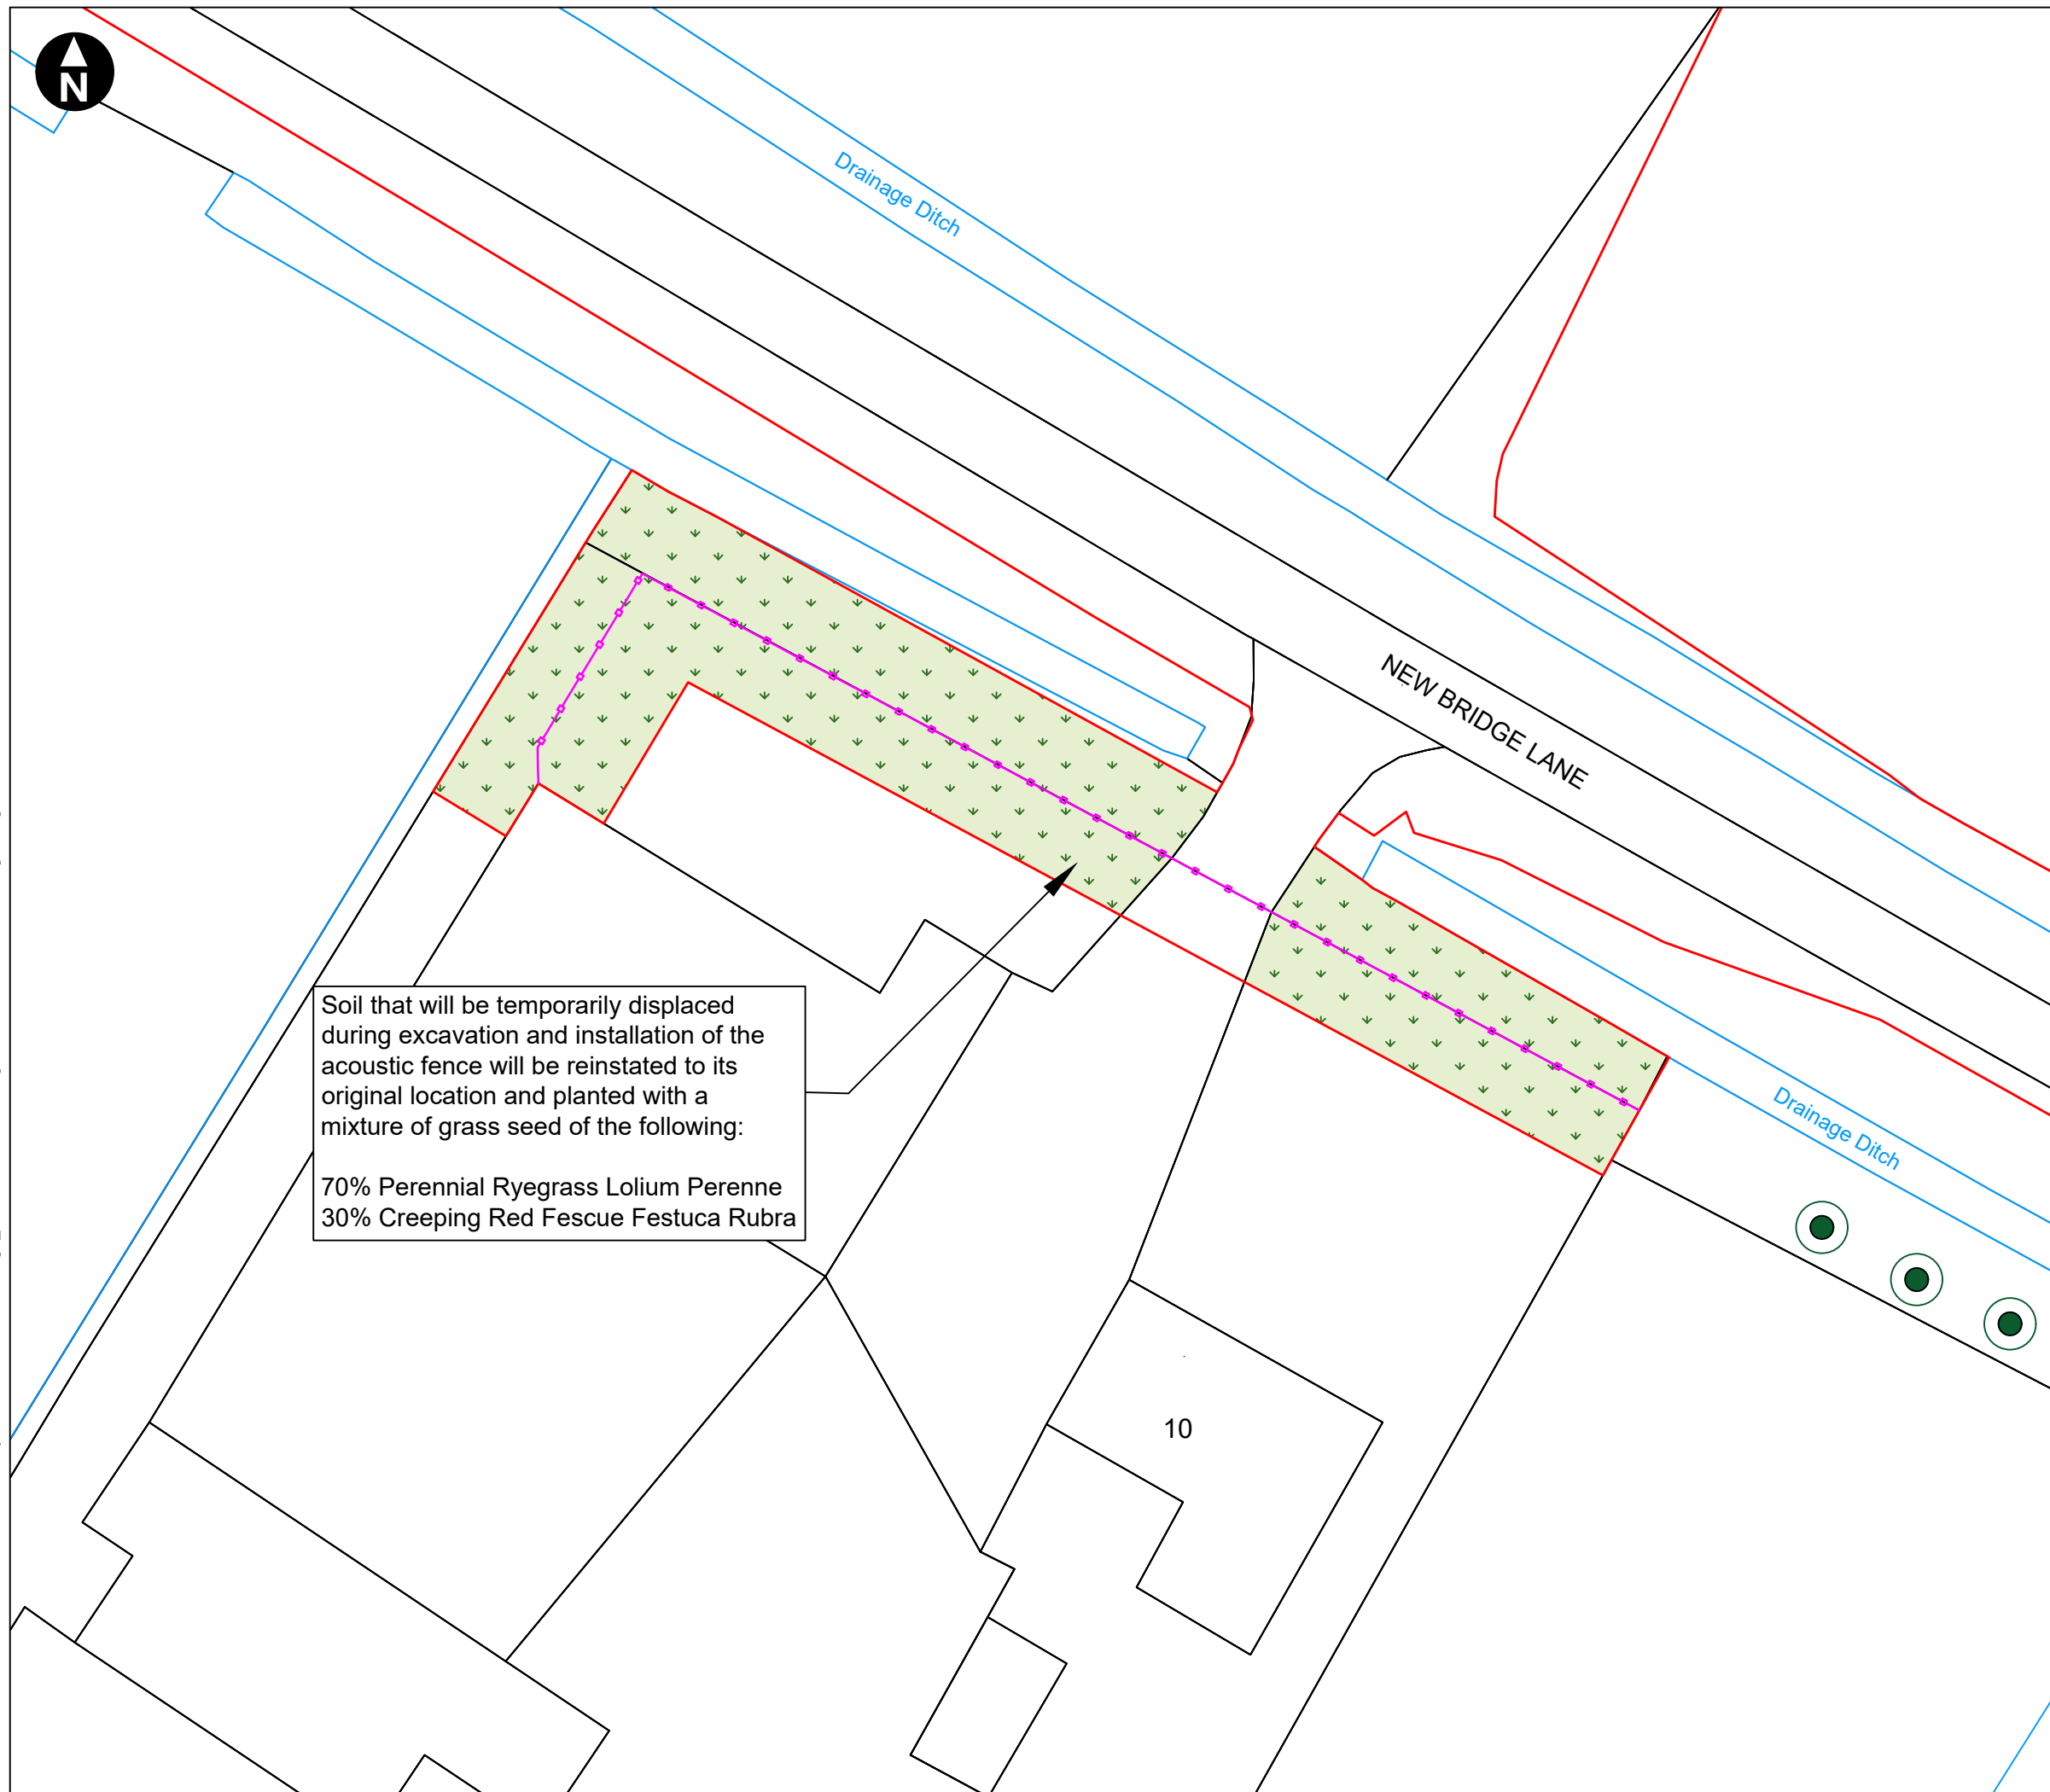 N
Drainage Ditch
NEW BRIDGE LANE
Soil that will be temporarily displaced
during excavation and installation of the
acoustic fence will be reinstated to its
original location and planted with a
mixture of grass seed of the following:
70% Perennial Ryegrass Lolium Perenne
30% Creeping Red Fescue Festuca Rubra
Drainage Ditch
10